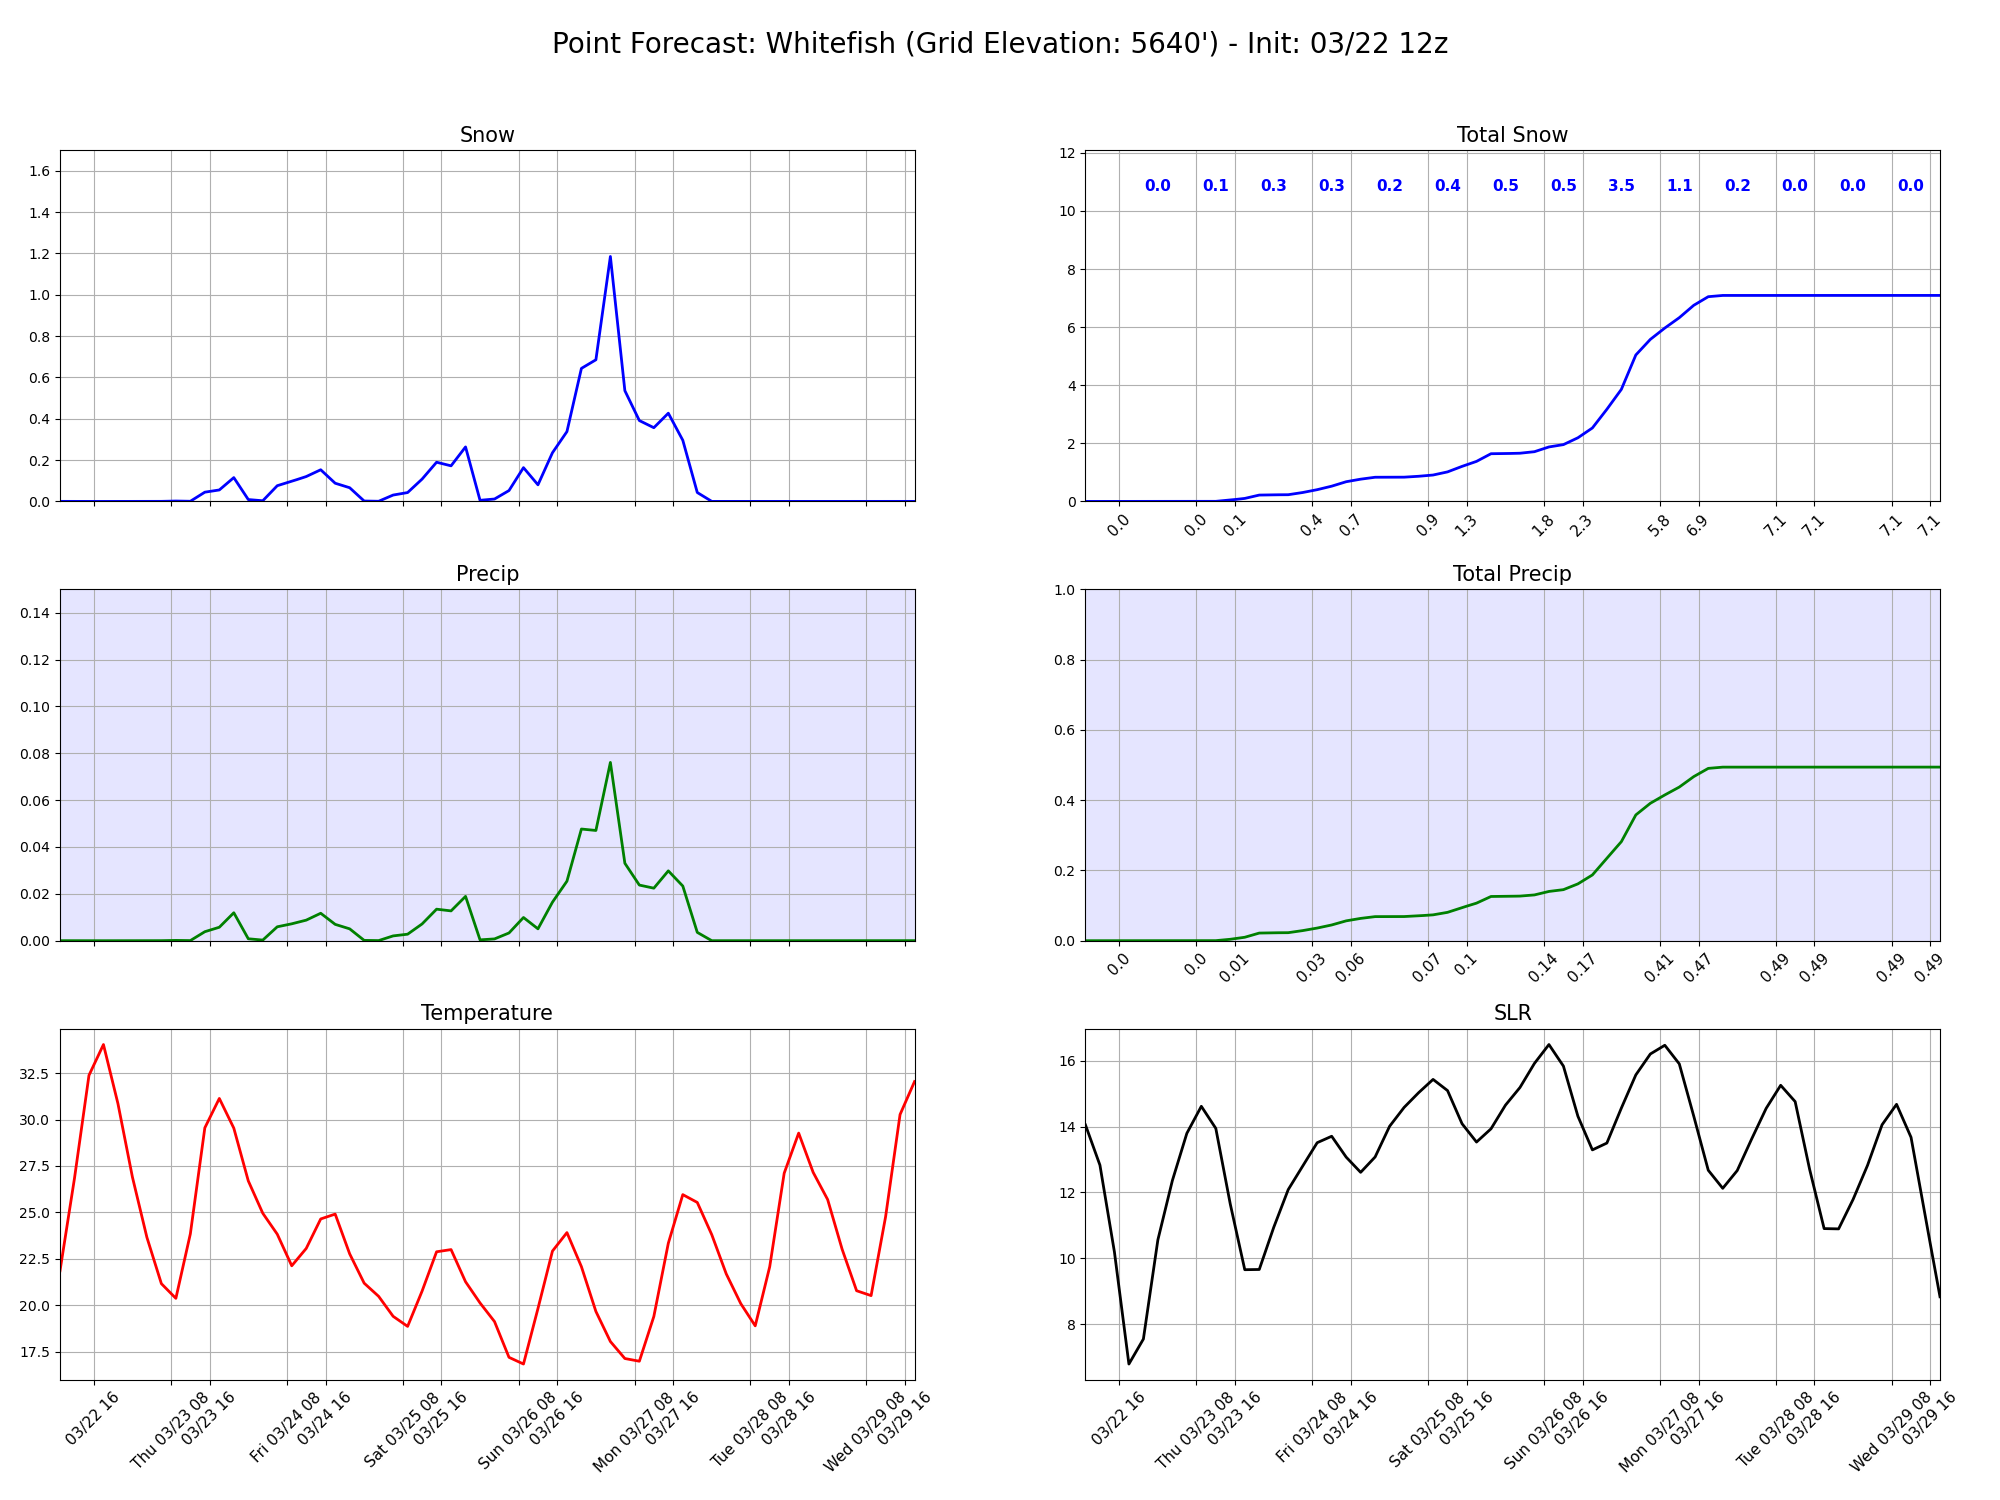 Point Forecast: Whitefish (Grid Elevation: 5640') - Init: 03/22 12z
Snow
1.6
1.4
1.2
1.0
0.8
0.6
0.4
0.2
0.0
Total Snow
12
10
8
6
4
2
0
0.0 0.1 0.3 0.3 0.2 0.4 0.5 0.5 3.5 1.1 0.2 0.0 0.0 0.0
0.0 0.0 0.1 0.4 0.7 0.9 1.3 1.8 2.3 5.8 6.9 7.1 7.1 7.1 7.1
Precip
0.14
0.12
0.10
0.08
0.06
0.04
0.02
0.00
Total Precip
1.0
0.8
0.6
0.4
0.2
0.0
0.0 0.0 0.01 0.03 0.06 0.07 0.1 0.14 0.17 0.41 0.47 0.49 0.49 0.49 0.49
Temperature
32.5
30.0
27.5
25.0
22.5
20.0
17.5
03/22 16
Thu 03/23 08
03/23 16
Fri 03/24 08
03/24 16
Sat 03/25 08
03/25 16
Sun 03/26 08
03/26 16
Mon 03/27 08
03/27 16
Tue 03/28 08
03/28 16
Wed 03/29 08
03/29 16
SLR
16
14
12
10
8
03/22 16
Thu 03/23 08
03/23 16
Fri 03/24 08
03/24 16
Sat 03/25 08
03/25 16
Sun 03/26 08
03/26 16
Mon 03/27 08
03/27 16
Tue 03/28 08
03/28 16
Wed 03/29 08
03/29 16